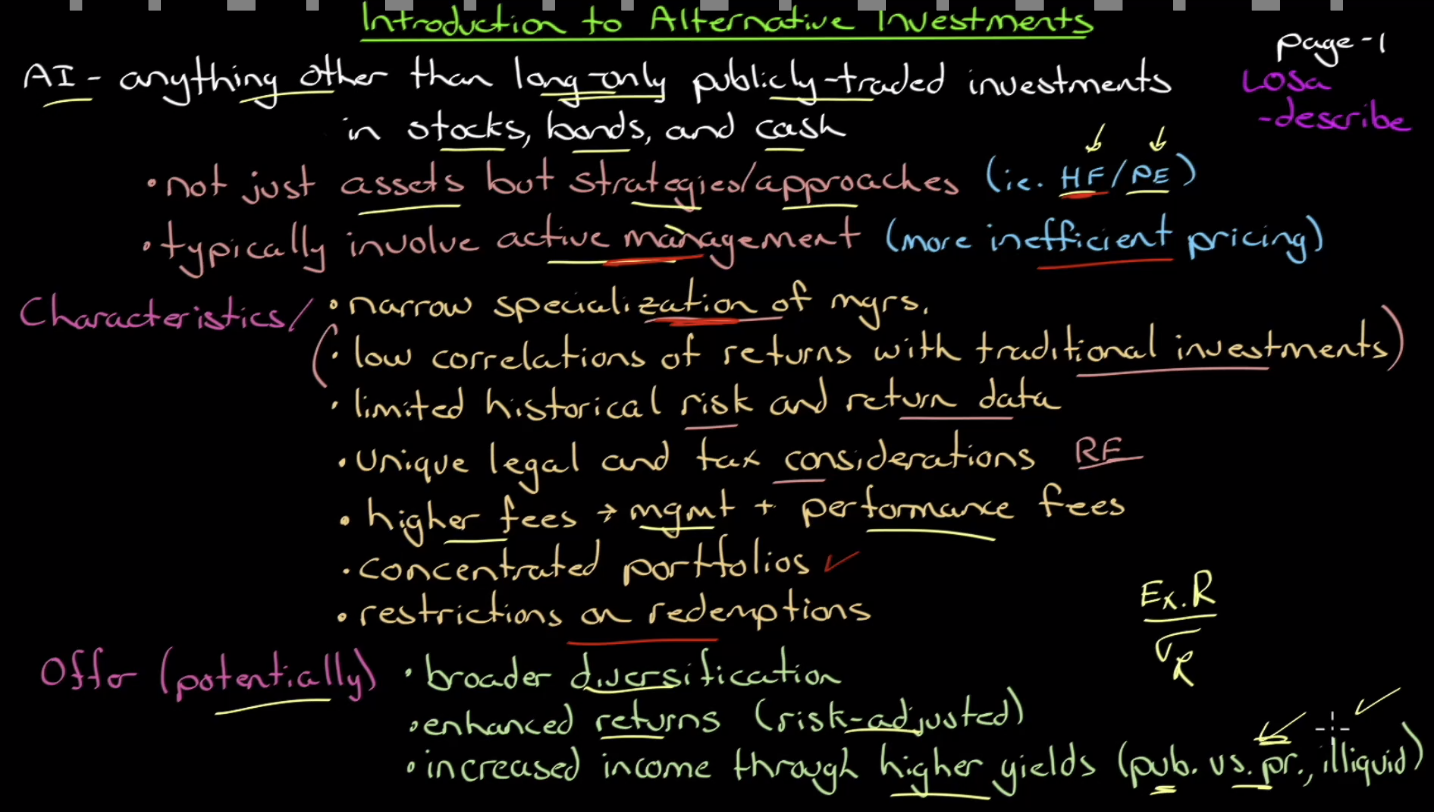 Introduction to Alternative Investments
page-1
AI - anything other than long-only publicly-traded investments
in stocks, bonds, and cash
LOSa
-describe
• not just assets but strategies/approaches (ie. HF/PE)
• typically involve active management (more inefficient pricing)
Characteristics/ • narrow specialization of mgrs.
• low correlations of returns with traditional investments
• limited historical risk and return data
• unique legal and tax considerations RE
• higher fees → mgmt + performance fees
• concentrated portfolios ✓
• restrictions on redemptions
Ex.R
σR
Offer (potentially) • broader diversification
• enhanced returns (risk-adjusted)
• increased income through higher yields (pub. vs. pr., illiquid)